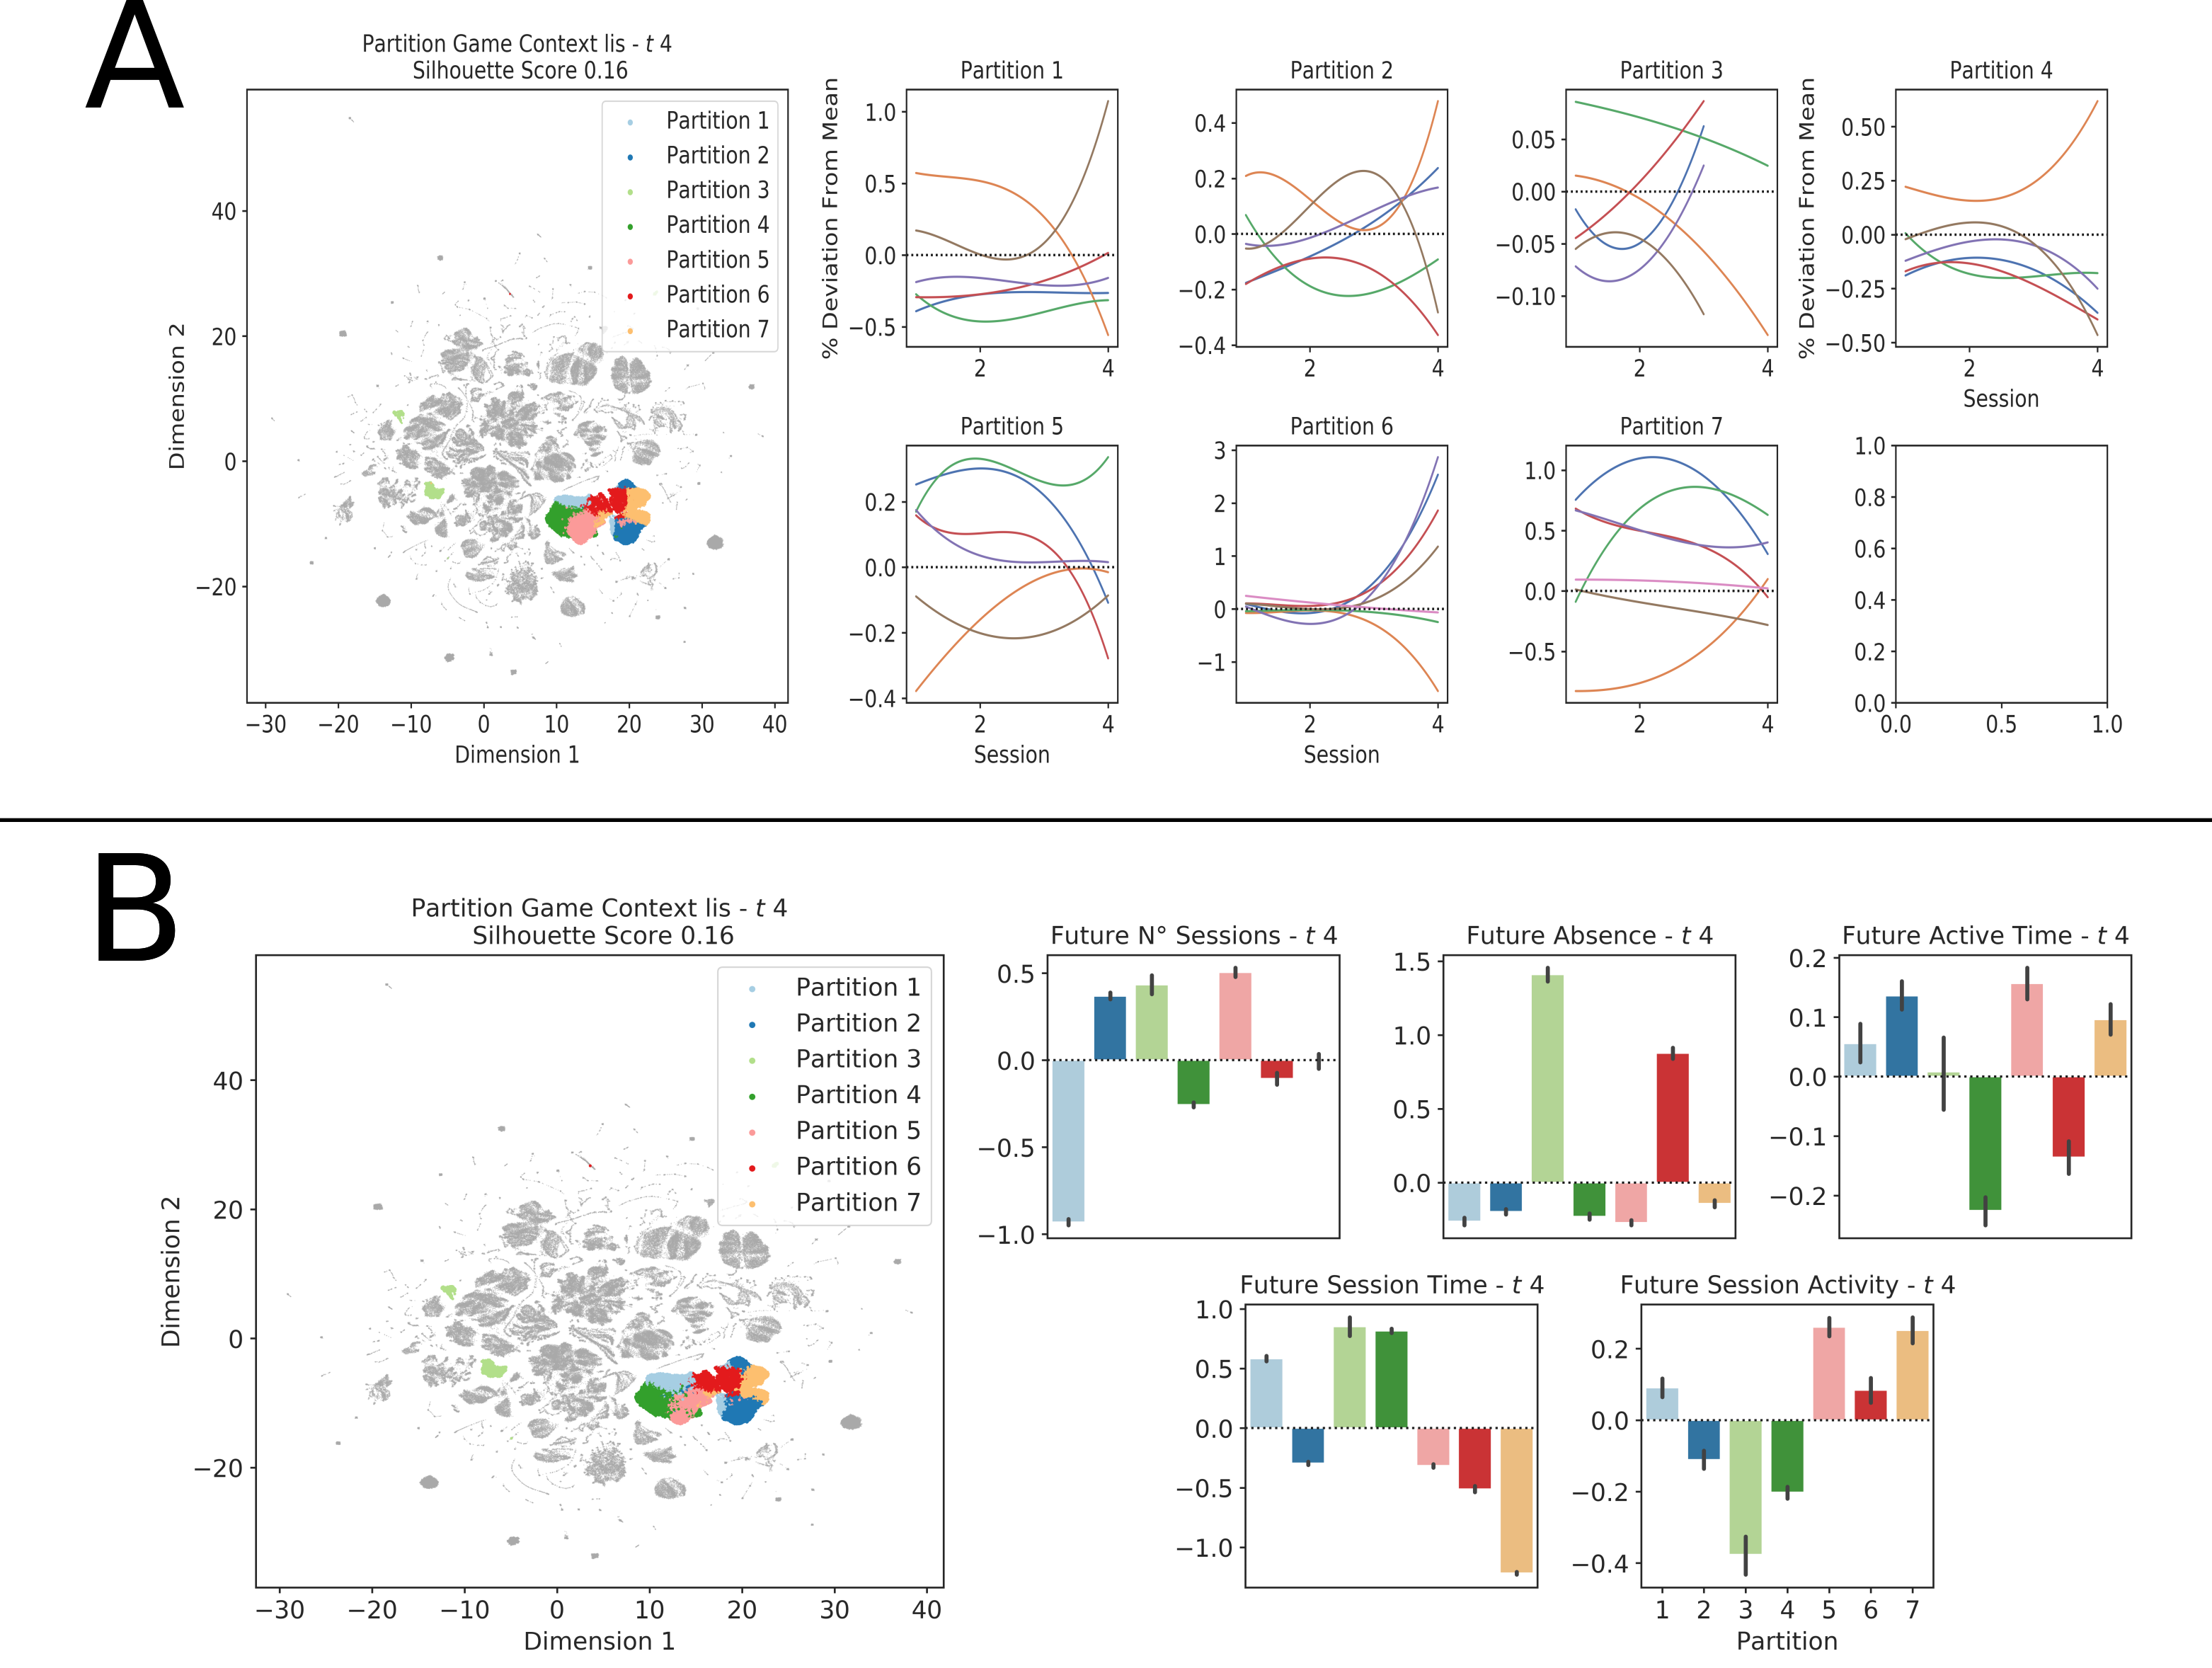 A
Partition Game Context lis - t 4
Silhouette Score 0.16
Partition 1
Partition 2
Partition 3
Partition 4
Partition 5
Partition 6
Partition 7
40
20
0
−20
−30 −20 −10 0 10 20 30 40
Dimension 1
Dimension 2
Partition 1
% Deviation From Mean
1.0
0.5
0.0
−0.5
2 4
Partition 2
0.4
0.2
0.0
−0.2
−0.4
2 4
Partition 3
0.05
0.00
−0.05
−0.10
2 4
Partition 4
% Deviation From Mean
0.50
0.25
0.00
−0.25
−0.50
2 4
Session
Partition 5
0.2
0.0
−0.2
−0.4
2 4
Session
Partition 6
3
2
1
0
−1
2 4
Session
Partition 7
1.0
0.5
0.0
−0.5
2 4
1.0
0.8
0.6
0.4
0.2
0.0
0.0 0.5 1.0
B
Partition Game Context lis - t 4
Silhouette Score 0.16
Partition 1
Partition 2
Partition 3
Partition 4
Partition 5
Partition 6
Partition 7
40
20
0
−20
−30 −20 −10 0 10 20 30 40
Dimension 1
Dimension 2
Future N° Sessions - t 4
0.5
0.0
−0.5
−1.0
Future Absence - t 4
1.5
1.0
0.5
0.0
Future Active Time - t 4
0.2
0.1
0.0
−0.1
−0.2
Future Session Time - t 4
1.0
0.5
0.0
−0.5
−1.0
Future Session Activity - t 4
0.2
0.0
−0.2
−0.4
1 2 3 4 5 6 7
Partition